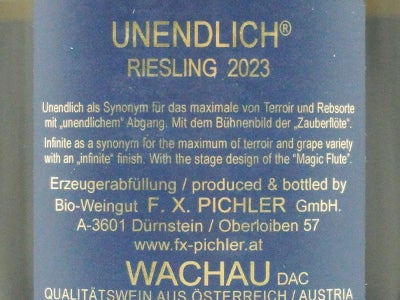 UNENDLICH®
RIESLING 2023
Unendlich als Synonym für das maximale von Terroir und Rebsorte
mit „unendlichem“ Abgang. Mit dem Bühnenbild der „Zauberflöte“.
Infinite as a synonym for the maximum of terroir and grape variety
with an „infinite“ finish. With the stage design of the “Magic Flute”.
Erzeugerabfüllung / produced & bottled by
Bio-Weingut F. X. PICHLER GmbH.
A-3601 Dürnstein / Oberloiben 57
www.fx-pichler.at
WACHAU DAC
QUALITÄTSWEIN AUS ÖSTERREICH / AUSTRIA